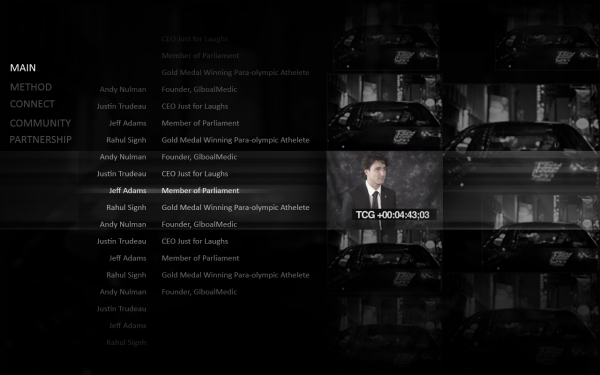 CEO Just for Laughs
Member of Parliament
MAIN
Gold Medal Winning Para-olympic Athelete
METHOD
Andy Nulman Founder, GlboalMedic
CONNECT
Justin Trudeau CEO Just for Laughs
COMMUNITY
Jeff Adams Member of Parliament
PARTNERSHIP
Rahul Signh Gold Medal Winning Para-olympic Athelete
Andy Nulman Founder, GlboalMedic
Justin Trudeau CEO Just for Laughs
Jeff Adams Member of Parliament
Rahul Signh Gold Medal Winning Para-olympic Athelete
TCG +00:04:43;03
Andy Nulman Founder, GlboalMedic
Justin Trudeau CEO Just for Laughs
Jeff Adams Member of Parliament
Rahul Signh Gold Medal Winning Para-olympic Athelete
Andy Nulman Founder, GlboalMedic
Justin Trudeau
Jeff Adams
Rahul Signh